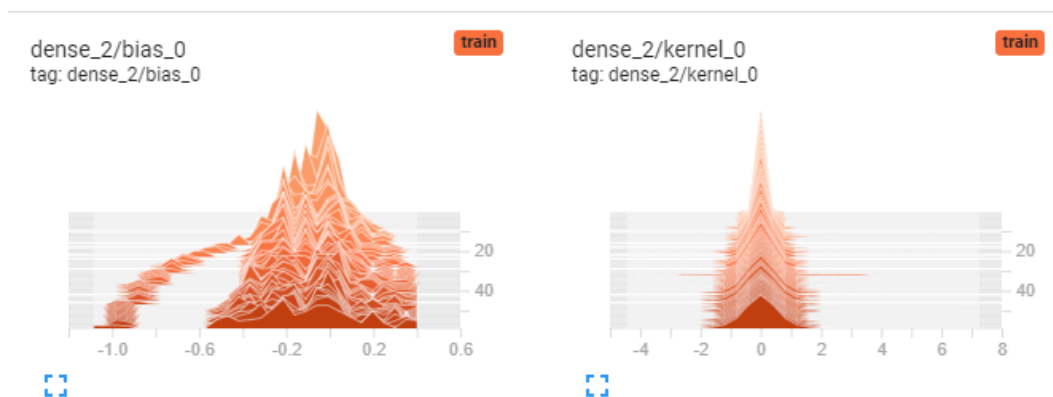 dense_2/bias_0
train
tag: dense_2/bias_0
20
40
-1.0 -0.6 -0.2 0.2 0.6
dense_2/kernel_0
train
tag: dense_2/kernel_0
20
40
-4 -2 0 2 4 6 8